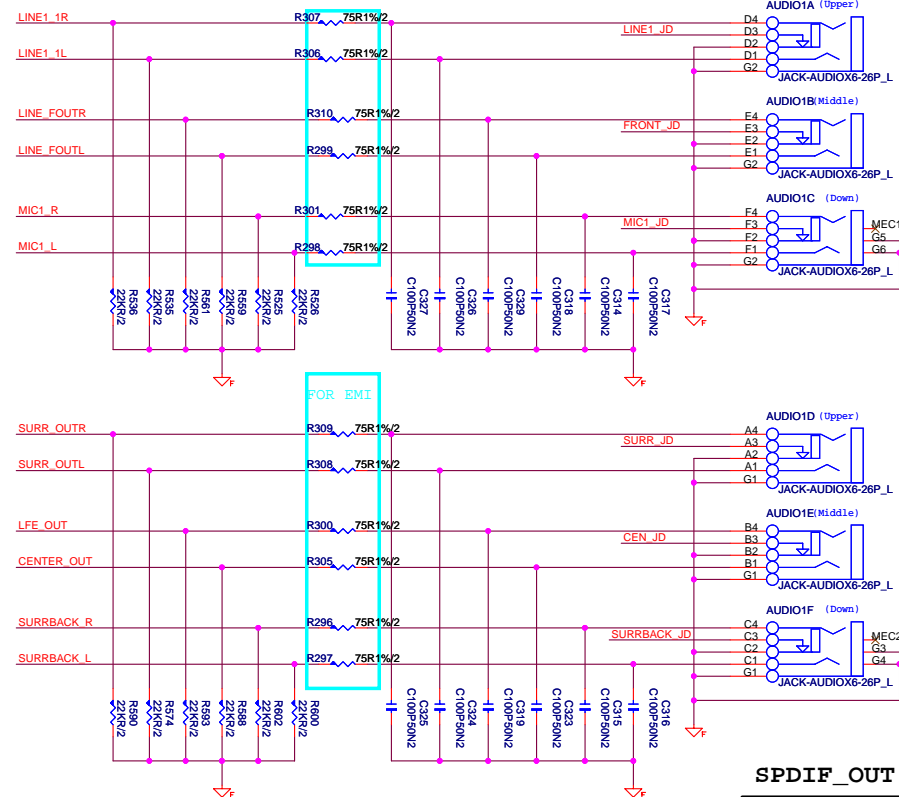 AUDIO1A (Upper)
LINE1_1R R307 75R1%/2 D4
LINE1_JD D3
D2
LINE1_1L R306 75R1%/2 D1
G2
JACK-AUDIOX6-26P_L
AUDIO1B(Middle)
LINE_FOUTR R310 75R1%/2 E4
FRONT_JD E3
E2
LINE_FOUTL R299 75R1%/2 E1
G2
JACK-AUDIOX6-26P_L
AUDIO1C (Down)
MIC1_R R301 75R1%/2 F4
MIC1_JD F3 MEC1
F2 G5
MIC1_L R298 75R1%/2 F1 G6
G2
JACK-AUDIOX6-26P_L
R536 22KR/2
R535 22KR/2
R561 22KR/2
R559 22KR/2
R525 22KR/2
R526 22KR/2
C327 C100P50N2
C326 C100P50N2
C329 C100P50N2
C318 C100P50N2
C314 C100P50N2
C317 C100P50N2
F
F
F
FOR EMI
AUDIO1D (Upper)
SURR_OUTR R309 75R1%/2 A4
SURR_JD A3
A2
SURR_OUTL R308 75R1%/2 A1
G1
JACK-AUDIOX6-26P_L
AUDIO1E(Middle)
LFE_OUT R300 75R1%/2 B4
CEN_JD B3
B2
CENTER_OUT R305 75R1%/2 B1
G1
JACK-AUDIOX6-26P_L
AUDIO1F (Down)
SURRBACK_R R296 75R1%/2 C4
SURRBACK_JD C3 MEC2
C2 G3
SURRBACK_L R297 75R1%/2 C1 G4
G1
JACK-AUDIOX6-26P_L
R590 22KR/2
R574 22KR/2
R593 22KR/2
R588 22KR/2
R602 22KR/2
R600 22KR/2
C325 C100P50N2
C324 C100P50N2
C319 C100P50N2
C323 C100P50N2
C315 C100P50N2
C316 C100P50N2
F
F
F
SPDIF_OUT